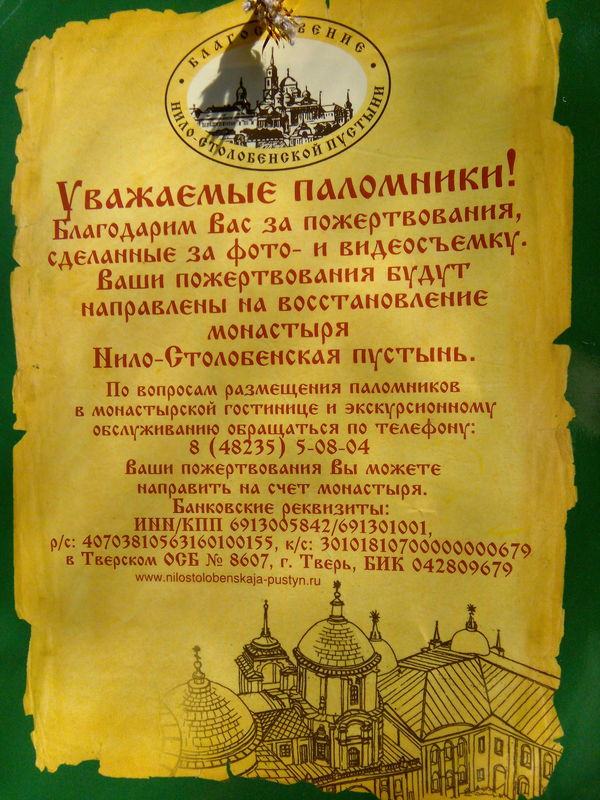 БЛАГОСЛОВЕНИЕ
НИЛО-СТОЛОБЕНСКОЙ ПУСТЫНИ
Уважаемые паломники!
Благодарим Вас за пожертвования,
сделанные за фото- и видеосъемку.
Ваши пожертвования будут
направлены на восстановление
монастыря
Нило-Столобенская пустынь.
По вопросам размещения паломников
в монастырской гостинице и экскурсионному
обслуживанию обращаться по телефону:
8 (48235) 5-08-04
Ваши пожертвования Вы можете
направить на счет монастыря.
Банковские реквизиты:
ИНН/КПП 6913005842/691301001,
р/с: 40703810563160100155, к/с: 30101810700000000679
в Тверском ОСБ № 8607, г. Тверь, БИК 042809679
www.nilostolobenskaja-pustyn.ru